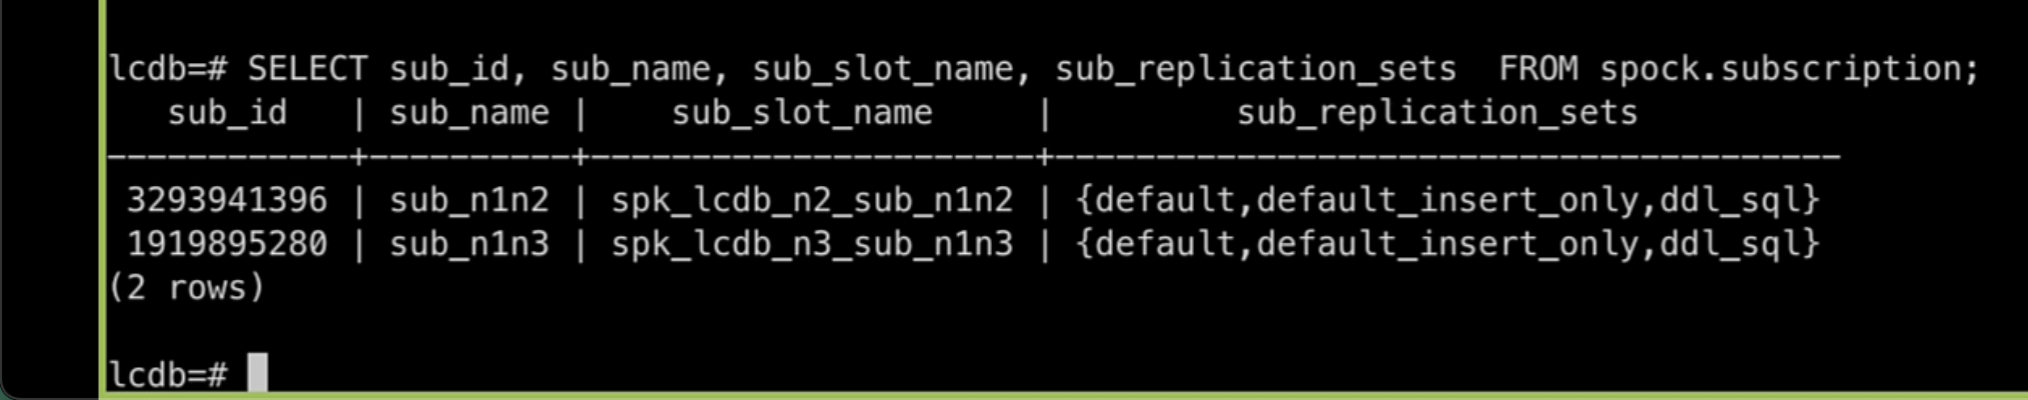 lcdb=# SELECT sub_id, sub_name, sub_slot_name, sub_replication_sets  FROM spock.subscription;
   sub_id   | sub_name |    sub_slot_name     |         sub_replication_sets
------------+----------+----------------------+---------------------------------------
 3293941396 | sub_n1n2 | spk_lcdb_n2_sub_n1n2 | {default,default_insert_only,ddl_sql}
 1919895280 | sub_n1n3 | spk_lcdb_n3_sub_n1n3 | {default,default_insert_only,ddl_sql}
(2 rows)
lcdb=#